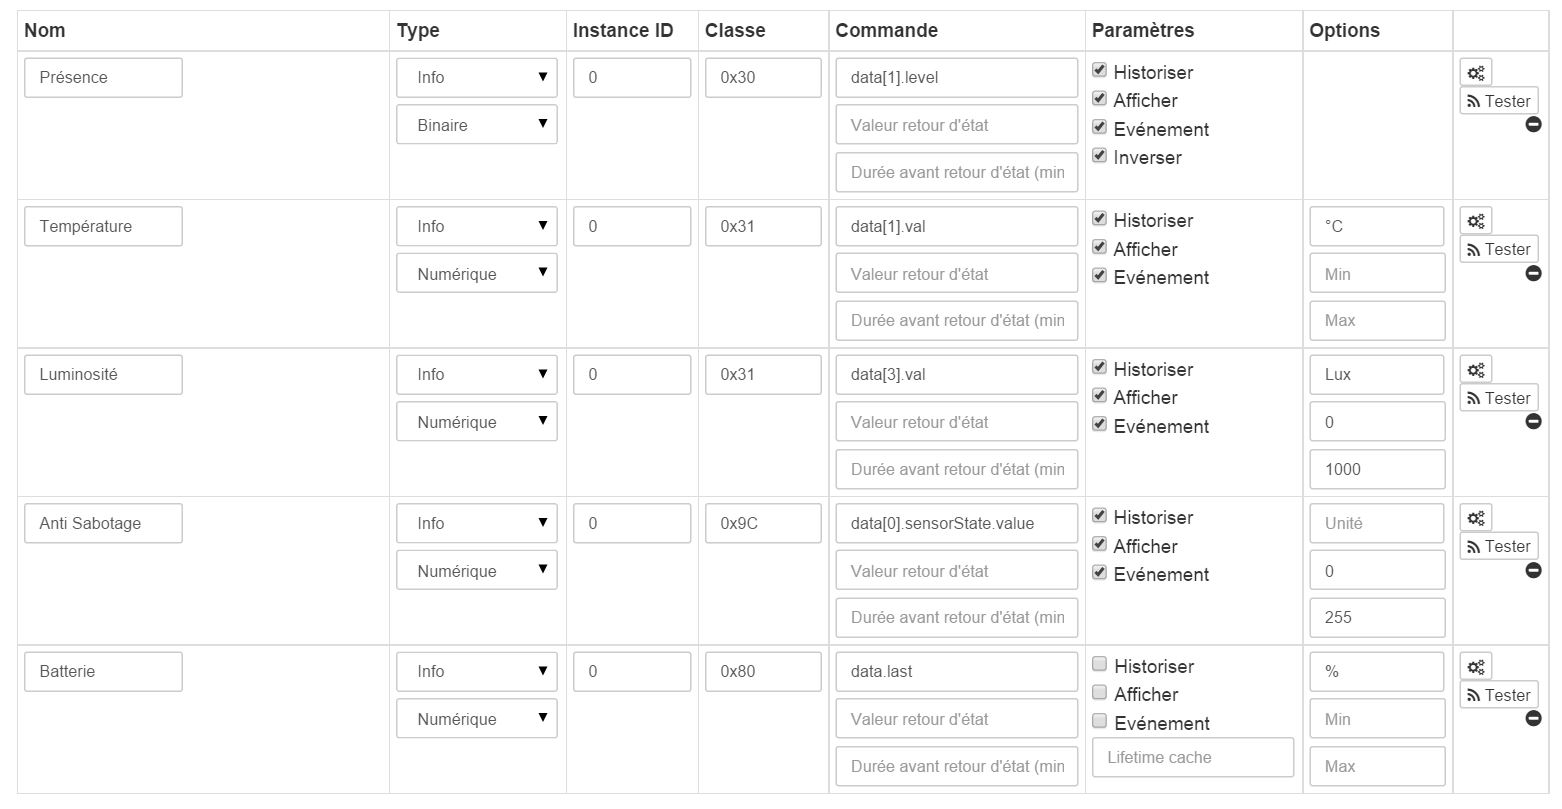 Nom Type Instance ID Classe Commande Paramètres Options
Présence Info 0 0x30 data[1].level Historiser
Binaire Valeur retour d'état Afficher Tester
Durée avant retour d'état (min Evénement
Inverser
Température Info 0 0x31 data[1].val Historiser °C
Numérique Valeur retour d'état Afficher Min Tester
Durée avant retour d'état (min Evénement Max
Luminosité Info 0 0x31 data[3].val Historiser Lux
Numérique Valeur retour d'état Afficher 0 Tester
Durée avant retour d'état (min Evénement 1000
Anti Sabotage Info 0 0x9C data[0].sensorState.value Historiser Unité
Numérique Valeur retour d'état Afficher 0 Tester
Durée avant retour d'état (min Evénement 255
Batterie Info 0 0x80 data.last Historiser %
Numérique Valeur retour d'état Afficher Min Tester
Durée avant retour d'état (min Evénement Max
Lifetime cache